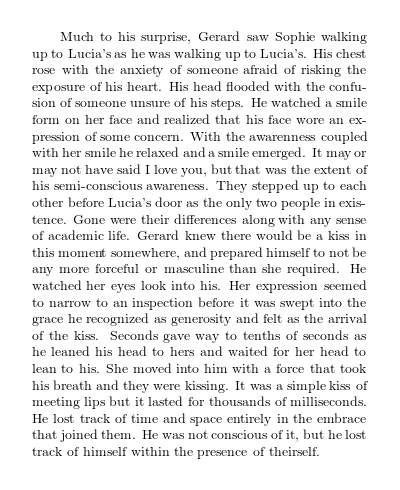 Much to his surprise, Gerard saw Sophie walking
up to Lucia's as he was walking up to Lucia's. His chest
rose with the anxiety of someone afraid of risking the
exposure of his heart. His head flooded with the confu-
sion of someone unsure of his steps. He watched a smile
form on her face and realized that his face wore an ex-
pression of some concern. With the awarenness coupled
with her smile he relaxed and a smile emerged. It may or
may not have said I love you, but that was the extent of
his semi-conscious awareness. They stepped up to each
other before Lucia's door as the only two people in exis-
tence. Gone were their differences along with any sense
of academic life. Gerard knew there would be a kiss in
this moment somewhere, and prepared himself to not be
any more forceful or masculine than she required. He
watched her eyes look into his. Her expression seemed
to narrow to an inspection before it was swept into the
grace he recognized as generosity and felt as the arrival
of the kiss. Seconds gave way to tenths of seconds as
he leaned his head to hers and waited for her head to
lean to his. She moved into him with a force that took
his breath and they were kissing. It was a simple kiss of
meeting lips but it lasted for thousands of milliseconds.
He lost track of time and space entirely in the embrace
that joined them. He was not conscious of it, but he lost
track of himself within the presence of theirself.